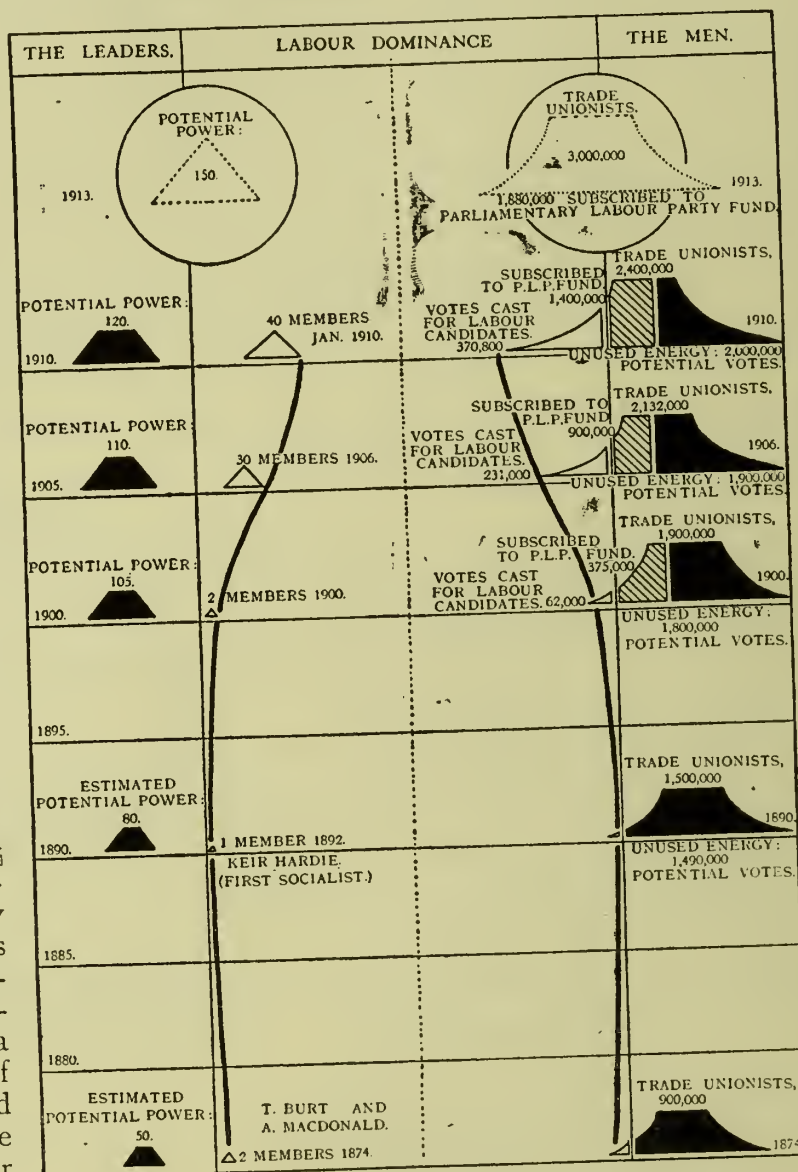 THE LEADERS.
LABOUR DOMINANCE
THE MEN.
POTENTIAL
POWER:
150.
1913.
TRADE
UNIONISTS.
3,000,000
1913.
1,880,000 SUBSCRIBED TO
PARLIAMENTARY LABOUR PARTY FUND.
POTENTIAL POWER:
120.
1910.
40 MEMBERS
JAN. 1910.
SUBSCRIBED
TO P.L.P. FUND.
1,400,000
VOTES CAST
FOR LABOUR
CANDIDATES.
370,800
TRADE UNIONISTS,
2,400,000
1910.
UNUSED ENERGY: 2,000,000
POTENTIAL VOTES.
POTENTIAL POWER:
110.
1905.
30 MEMBERS 1906.
SUBSCRIBED TO
P.L.P. FUND
900,000
VOTES CAST
FOR LABOUR
CANDIDATES.
231,000
TRADE UNIONISTS,
2,132,000
1906.
UNUSED ENERGY: 1,900,000
POTENTIAL VOTES.
POTENTIAL POWER:
105.
1900.
2 MEMBERS 1900.
SUBSCRIBED
TO P.L.P. FUND.
375,000
VOTES CAST
FOR LABOUR
CANDIDATES. 62,000
TRADE UNIONISTS,
1,900,000
1900.
UNUSED ENERGY:
1,800,000
POTENTIAL VOTES.
1895.
ESTIMATED
POTENTIAL POWER:
80.
1890.
1 MEMBER 1892.
KEIR HARDIE.
(FIRST SOCIALIST.)
TRADE UNIONISTS,
1,500,000
1890.
UNUSED ENERGY:
1,490,000
POTENTIAL VOTES.
1885.
1880.
ESTIMATED
POTENTIAL POWER:
50.
T. BURT AND
A. MACDONALD.
2 MEMBERS 1874.
TRADE UNIONISTS,
900,000
1874